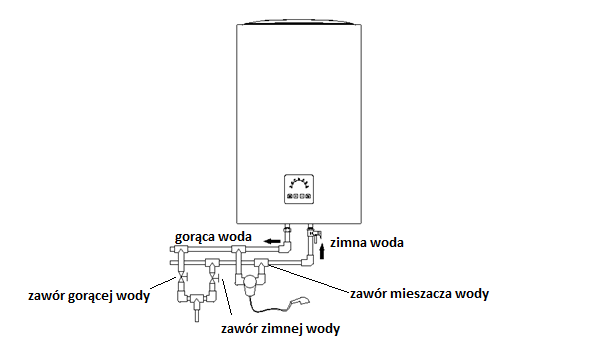 gorąca woda
zimna woda
zawór gorącej wody
zawór mieszacza wody
zawór zimnej wody